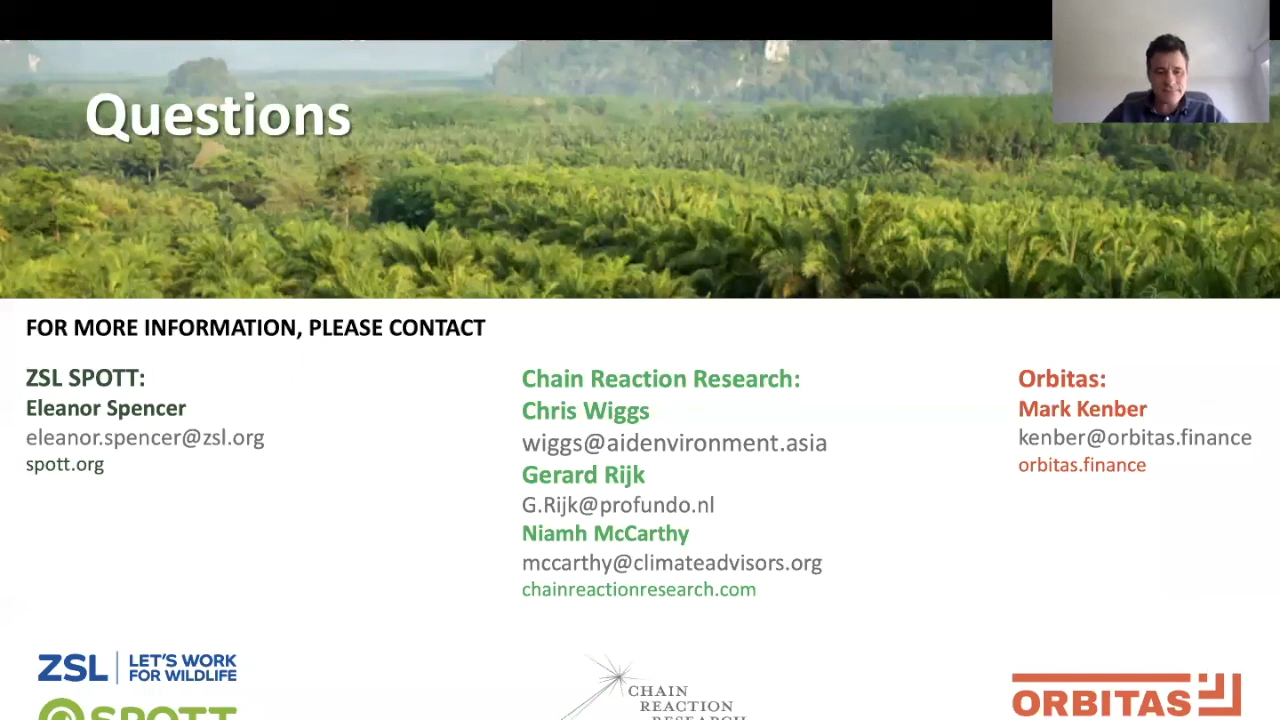 Questions
FOR MORE INFORMATION, PLEASE CONTACT
ZSL SPOTT:
Eleanor Spencer
eleanor.spencer@zsl.org
spott.org
Chain Reaction Research:
Chris Wiggs
wiggs@aidenvironment.asia
Gerard Rijk
G.Rijk@profundo.nl
Niamh McCarthy
mccarthy@climateadvisors.org
chainreactionresearch.com
Orbitas:
Mark Kenber
kenber@orbitas.finance
orbitas.finance
ZSL LET'S WORK
FOR WILDLIFE
SPOTT
CHAIN
REACTION
RESEARCH
ORBITAS